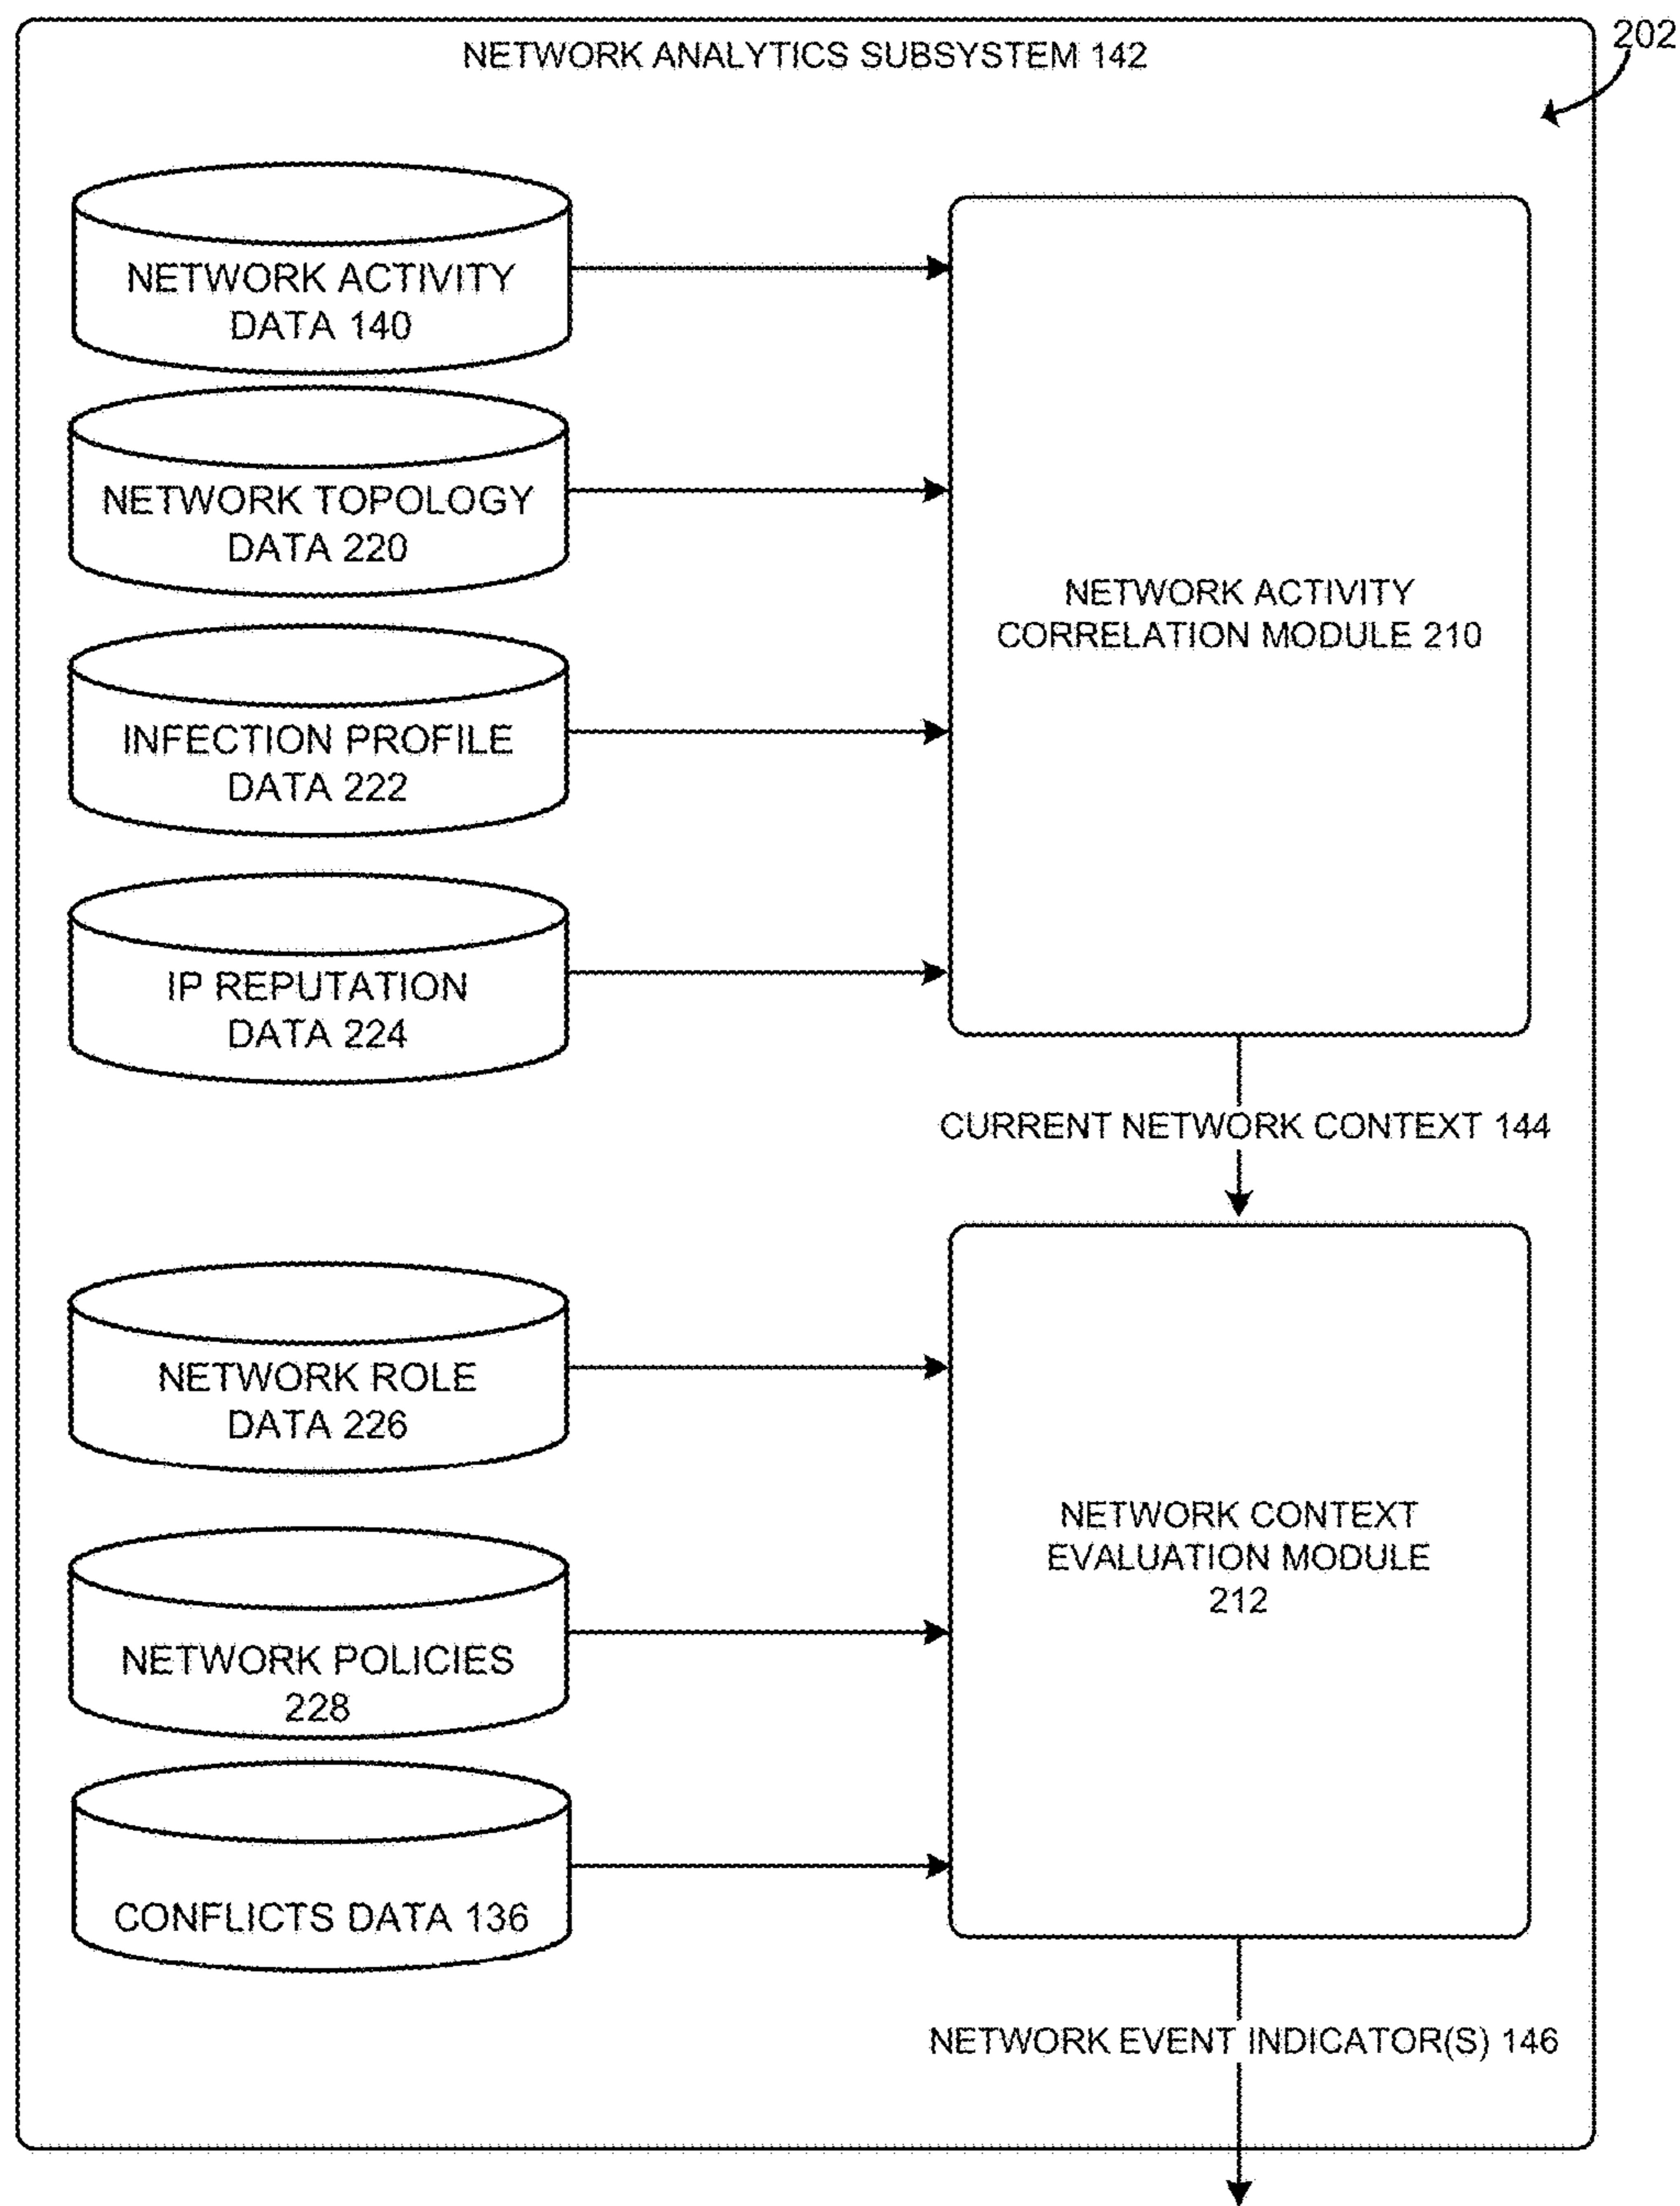 202
NETWORK ANALYTICS SUBSYSTEM 142
NETWORK ACTIVITY
DATA 140
NETWORK TOPOLOGY
DATA 220
INFECTION PROFILE
DATA 222
IP REPUTATION
DATA 224
NETWORK ACTIVITY
CORRELATION MODULE 210
CURRENT NETWORK CONTEXT 144
NETWORK ROLE
DATA 226
NETWORK POLICIES
228
CONFLICTS DATA 136
NETWORK CONTEXT
EVALUATION MODULE
212
NETWORK EVENT INDICATOR(S) 146